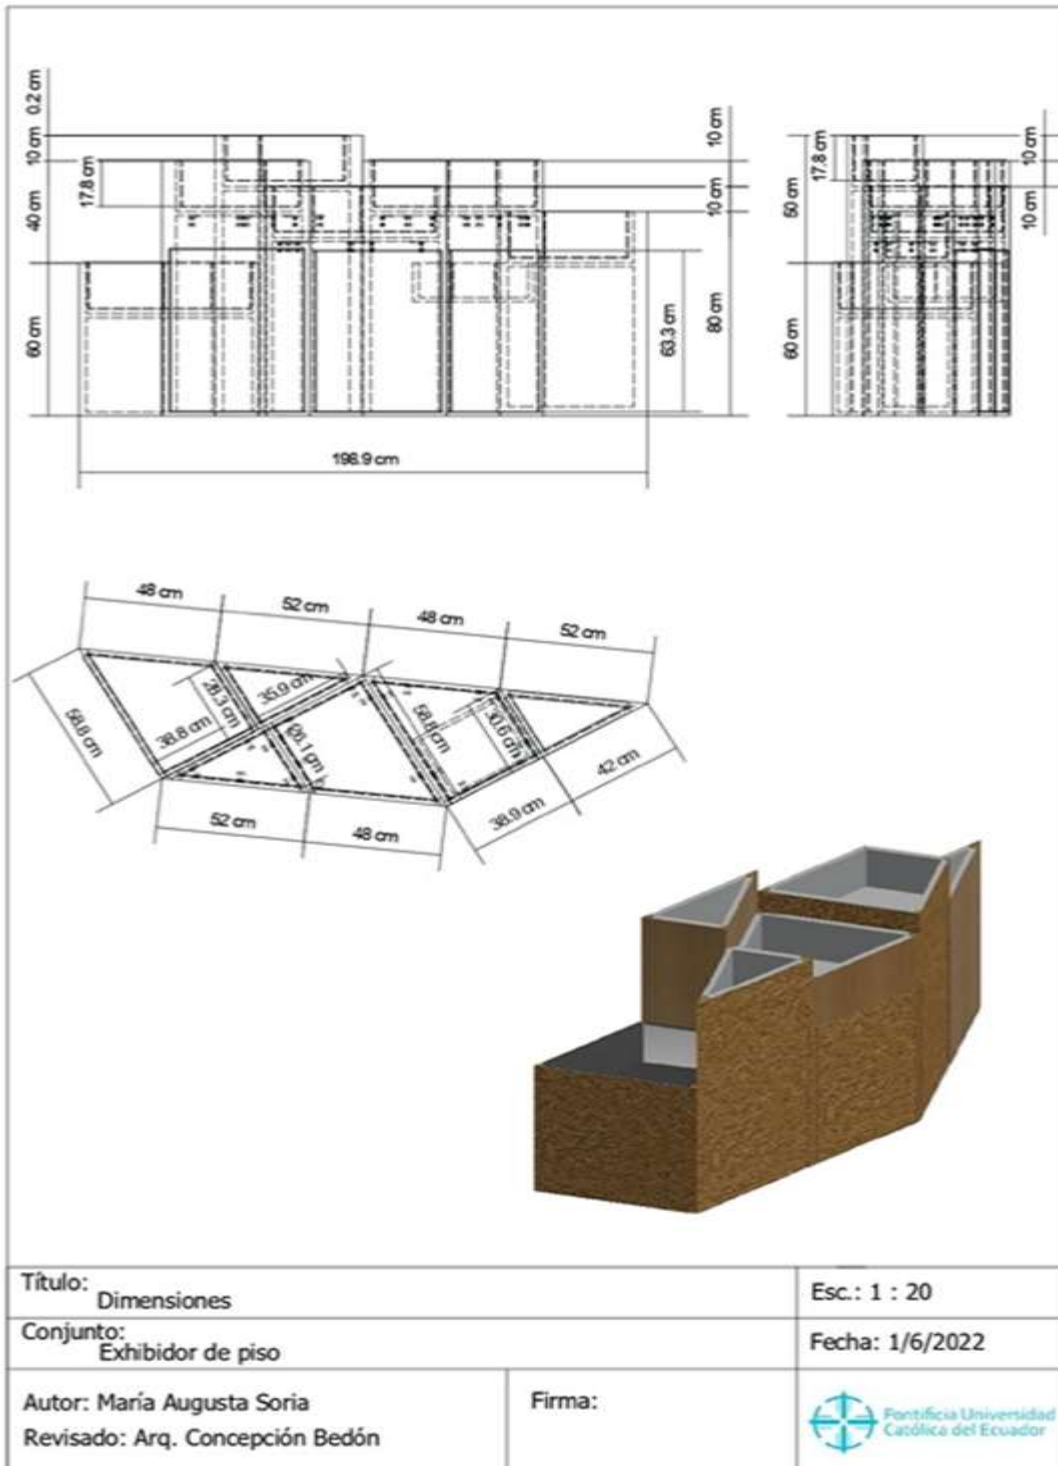 0.2 cm
10 cm
40 cm
60 cm
17.8 cm
10 cm
10 cm
80 cm
63.3 cm
198.9 cm
17.8 cm
50 cm
60 cm
10 cm
10 cm
48 cm
52 cm
48 cm
52 cm
58.8 cm
38.8 cm
28.3 cm
35.9 cm
58.8 cm
30.6 cm
42 cm
38.9 cm
52 cm
48 cm
Título:
Dimensiones
Esc.: 1 : 20
Conjunto:
Exhibidor de piso
Fecha: 1/6/2022
Autor: María Augusta Soria
Firma:
Revisado: Arq. Concepción Bedón
Pontificia Universidad
Católica del Ecuador